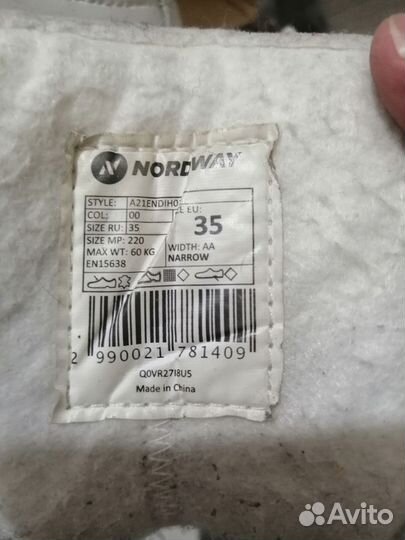 NORDWAY
STYLE: A21ENDIH0
COL: 00
SIZE RU: 35 E EU: 35
SIZE MP: 220
MAX WT: 60 KG WIDTH: AA
EN15638 NARROW
2 990021 781409
Q0VR27I8US
Made in China
Avito